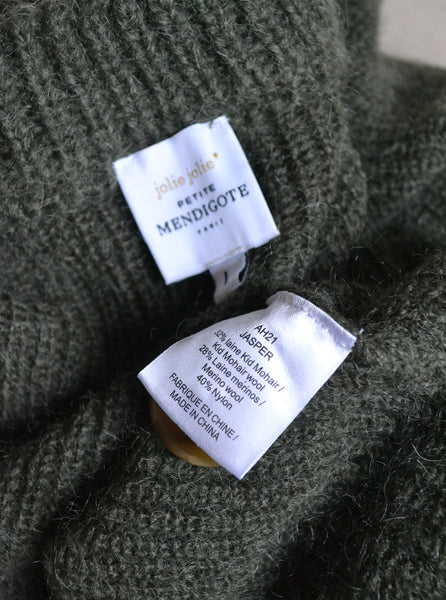 jolie jolie
PETITE
MENDIGOTE
PARIS
1
AH21
JASPER
32% laine Kid Mohair /
Kid Mohair wool
28% Laine merinos /
Merino wool
40% Nylon
FABRIQUE EN CHINE /
MADE IN CHINA